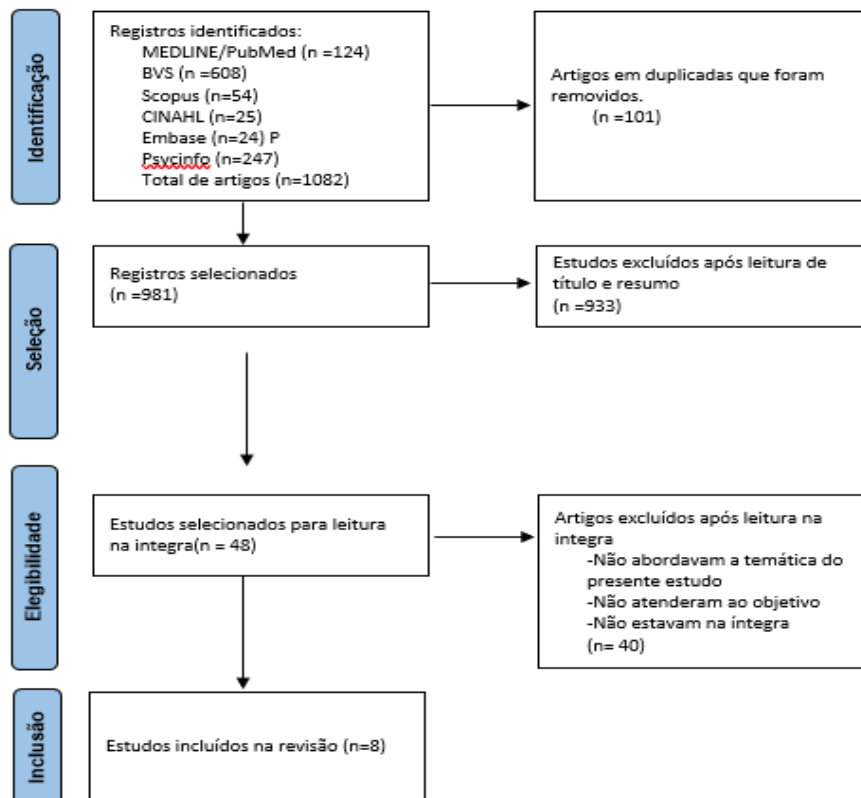 Identificação
Registros identificados:
MEDLINE/PubMed (n =124)
BVS (n =608)
Scopus (n=54)
CINAHL (n=25)
Embase (n=24) P
Psycinfo (n=247)
Total de artigos (n=1082)
Artigos em duplicadas que foram
removidos.
(n =101)
Seleção
Registros selecionados
(n =981)
Estudos excluídos após leitura de
título e resumo
(n =933)
Elegibilidade
Estudos selecionados para leitura
na integra(n = 48)
Artigos excluídos após leitura na
integra
-Não abordavam a temática do
presente estudo
-Não atenderam ao objetivo
-Não estavam na íntegra
(n= 40)
Inclusão
Estudos incluídos na revisão (n=8)